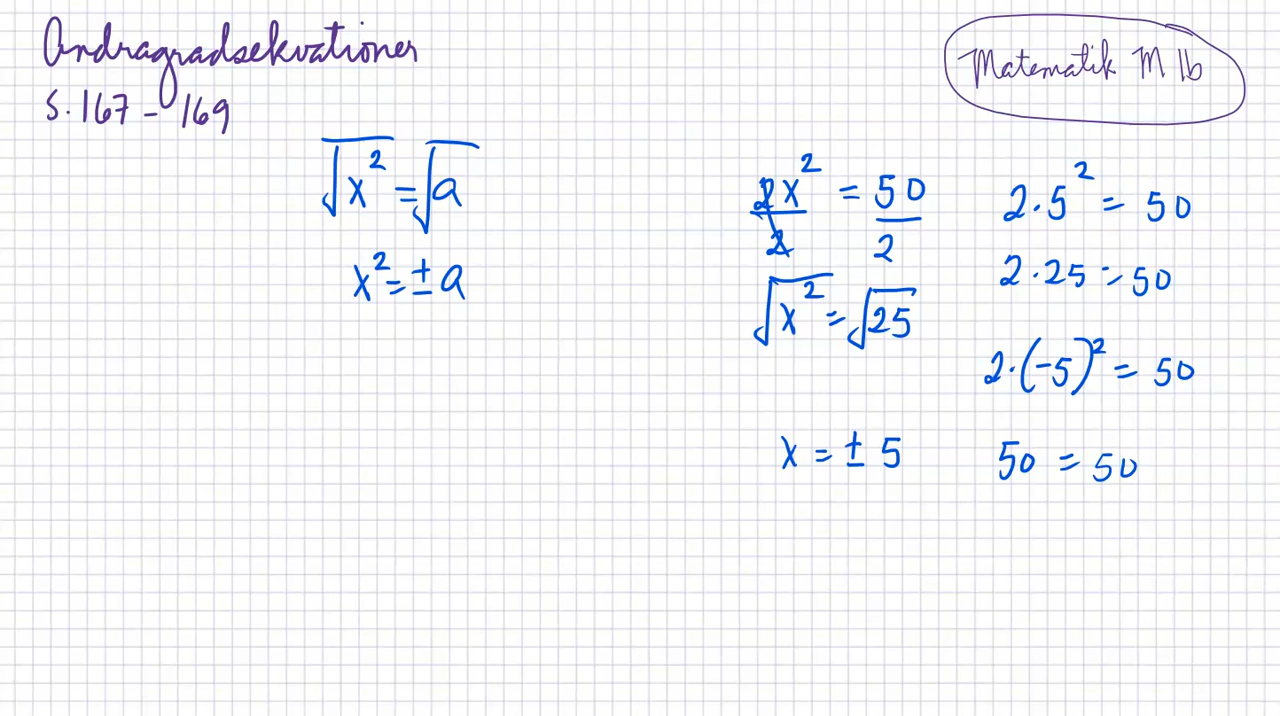 Andragradsekvationer
s. 167 - 169
Matematik M 1b
√x² = √a
x² = ± a
2x² / 2 = 50 / 2
√x² = √25
x = ± 5
2 · 5² = 50
2 · 25 = 50
2 · (-5)² = 50
50 = 50